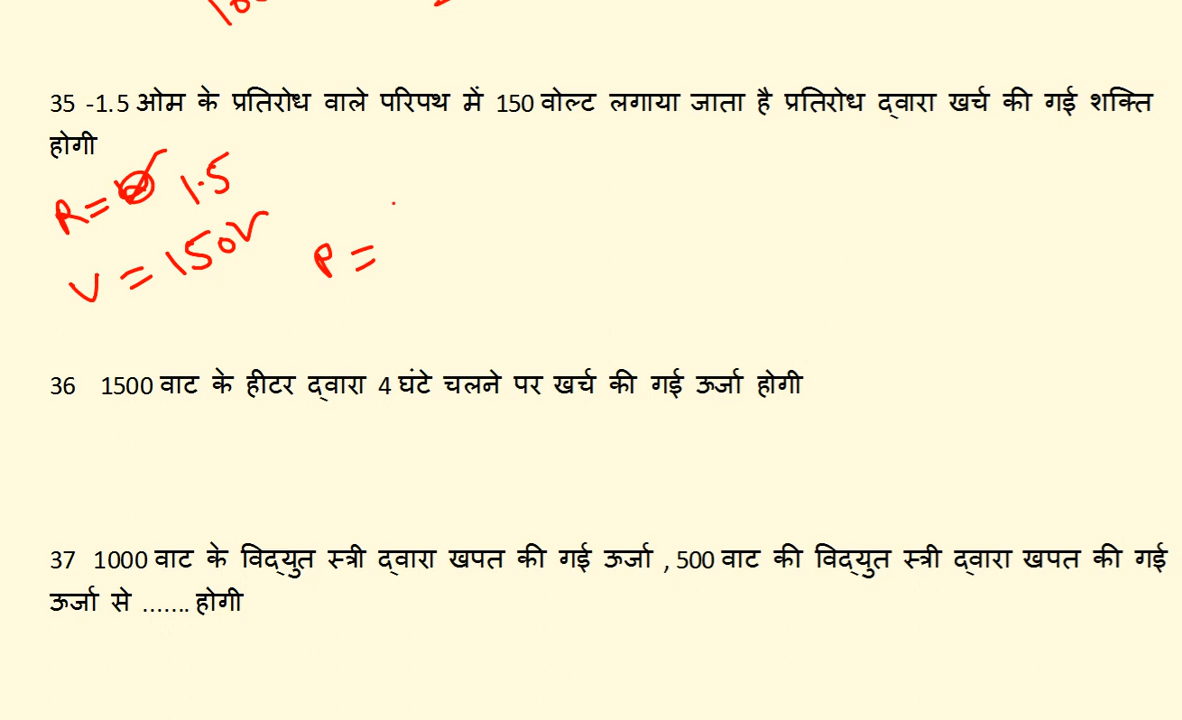 35 -1.5 ओम के प्रतिरोध वाले परिपथ में 150 वोल्ट लगाया जाता है प्रतिरोध द्वारा खर्च की गई शक्ति
होगी
R= 1.5
V = 150V P =
36 1500 वाट के हीटर द्वारा 4 घंटे चलने पर खर्च की गई ऊर्जा होगी
37 1000 वाट के विद्युत स्त्री द्वारा खपत की गई ऊर्जा , 500 वाट की विद्युत स्त्री द्वारा खपत की गई
ऊर्जा से ....... होगी